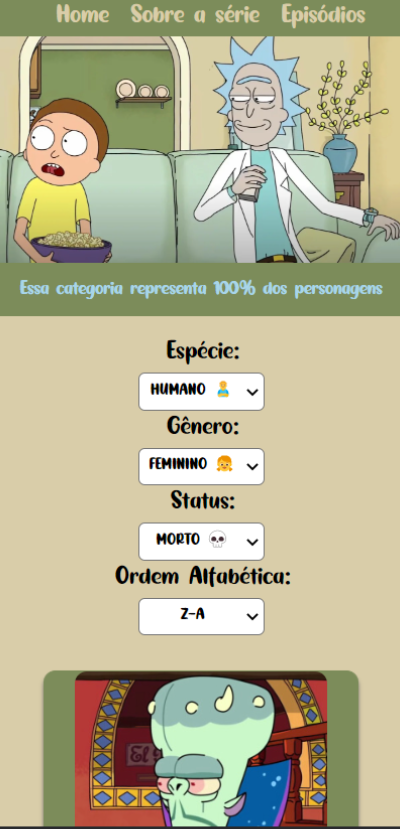 Home Sobre a série Episódios
Essa categoria representa 100% dos personagens
Espécie:
HUMANO
Gênero:
FEMININO
Status:
MORTO
Ordem Alfabética:
Z-A